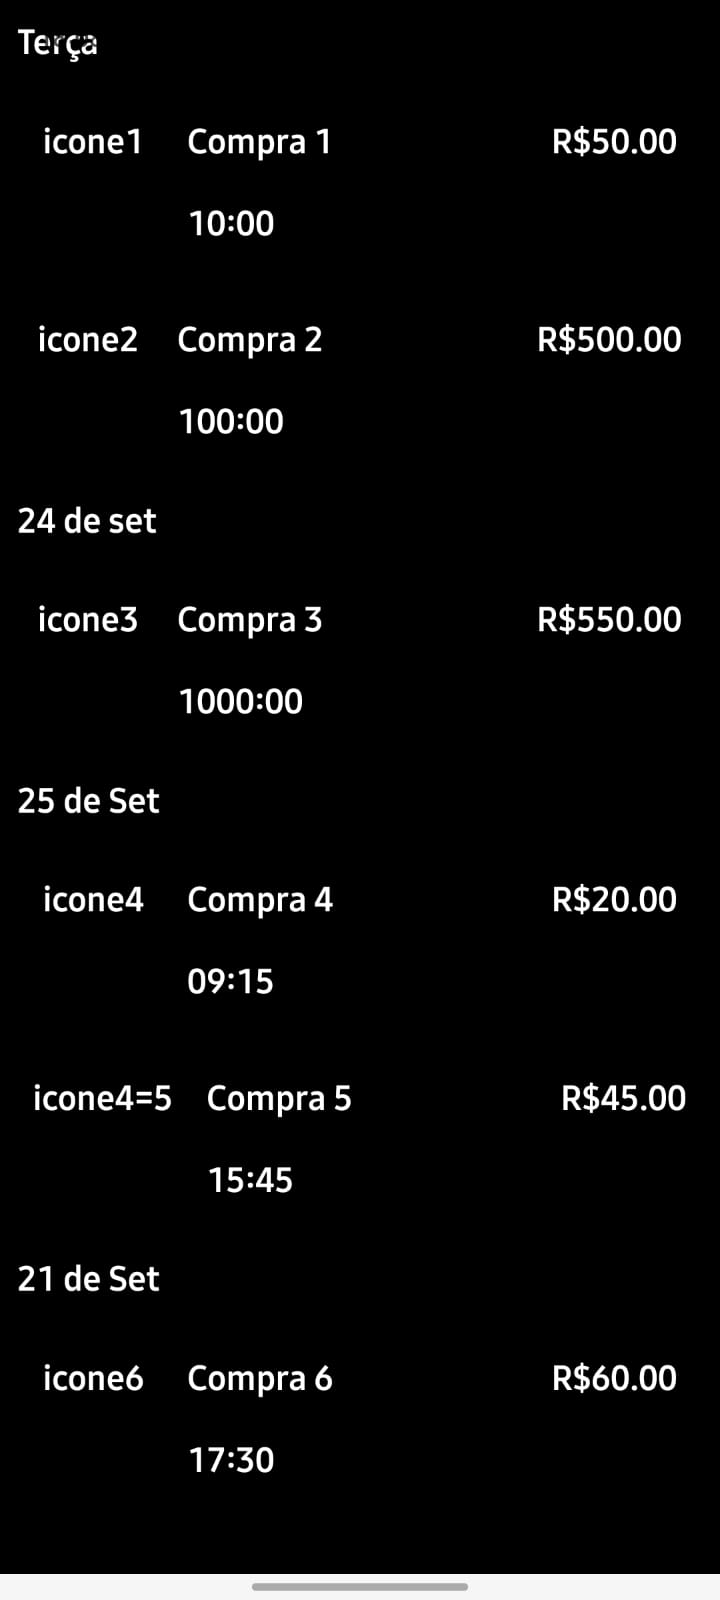 Terça
icone1 Compra 1 R$50.00
10:00
icone2 Compra 2 R$500.00
100:00
24 de set
icone3 Compra 3 R$550.00
1000:00
25 de Set
icone4 Compra 4 R$20.00
09:15
icone4=5 Compra 5 R$45.00
15:45
21 de Set
icone6 Compra 6 R$60.00
17:30